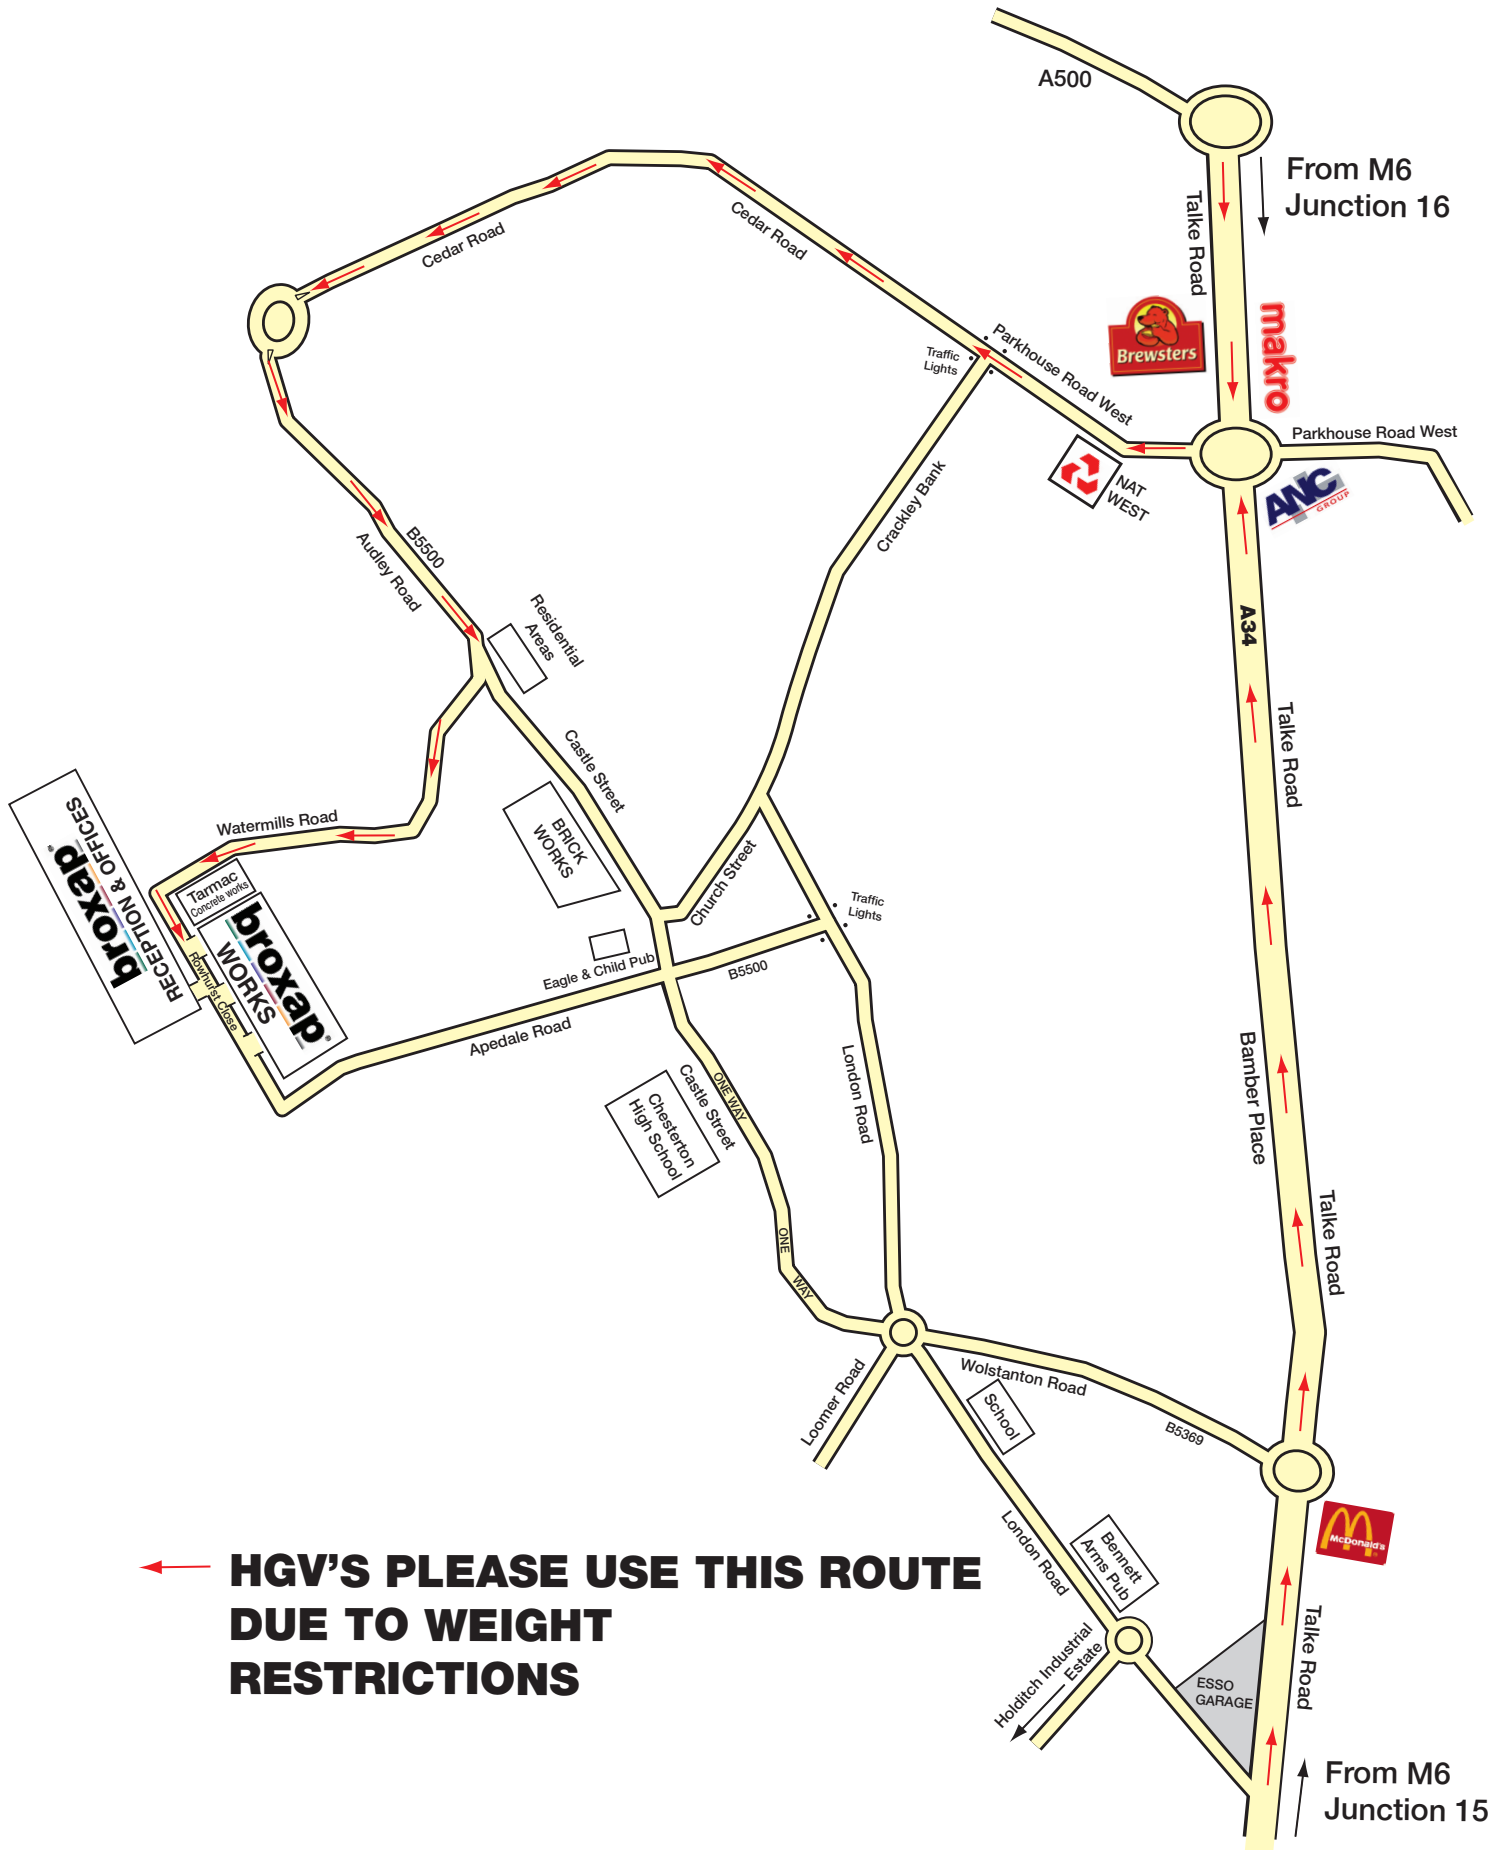 A500
From M6
Junction 16
Talke Road
Cedar Road
Cedar Road
Brewsters
makro
Parkhouse Road West
Traffic
Lights
Parkhouse Road West
NAT
WEST
ANC
GROUP
Crackley Bank
B5500
Audley Road
Residential
Areas
A34
Talke Road
Castle Street
BRICK
WORKS
Watermills Road
Tarmac
Concrete works
broxap
RECEPTION & OFFICES
broxap
WORKS
Rowhurst Close
Church Street
Traffic
Lights
Eagle & Child Pub
B5500
Apedale Road
London Road
Castle Street
ONE WAY
Chesterton
High School
Bamber Place
Talke Road
ONE
WAY
Loomer Road
Wolstanton Road
B5369
School
London Road
Bennett
Arms Pub
McDonald's
Holditch Industrial
Estate
ESSO
GARAGE
Talke Road
From M6
Junction 15
HGV'S PLEASE USE THIS ROUTE
DUE TO WEIGHT
RESTRICTIONS